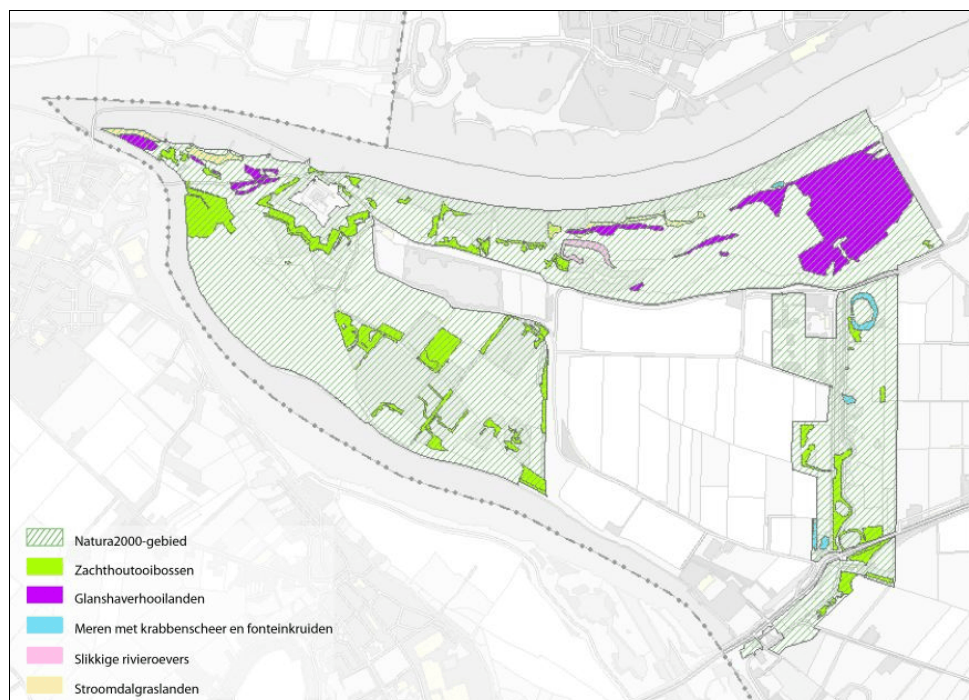 Natura2000-gebied
Zachthoutooibossen
Glanshaverhooilanden
Meren met krabbenscheer en fonteinkruiden
Slikkige rivieroevers
Stroomdalgraslanden